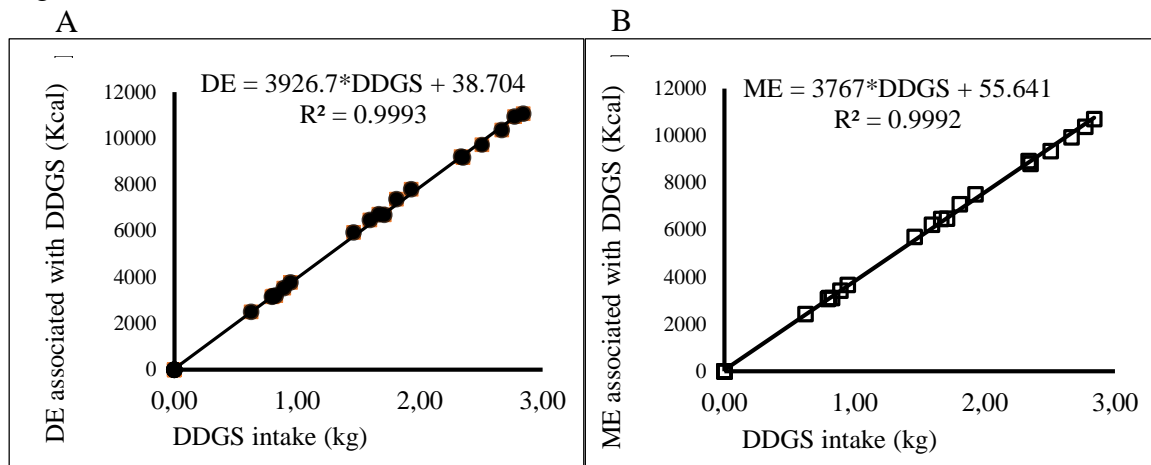 A
DE = 3926.7*DDGS + 38.704
R² = 0.9993
DE associated with DDGS (Kcal)
12000
10000
8000
6000
4000
2000
0
0,00 1,00 2,00 3,00
DDGS intake (kg)
B
ME = 3767*DDGS + 55.641
R² = 0.9992
ME associated with DDGS (Kcal)
12000
10000
8000
6000
4000
2000
0
0,00 1,00 2,00 3,00
DDGS intake (kg)